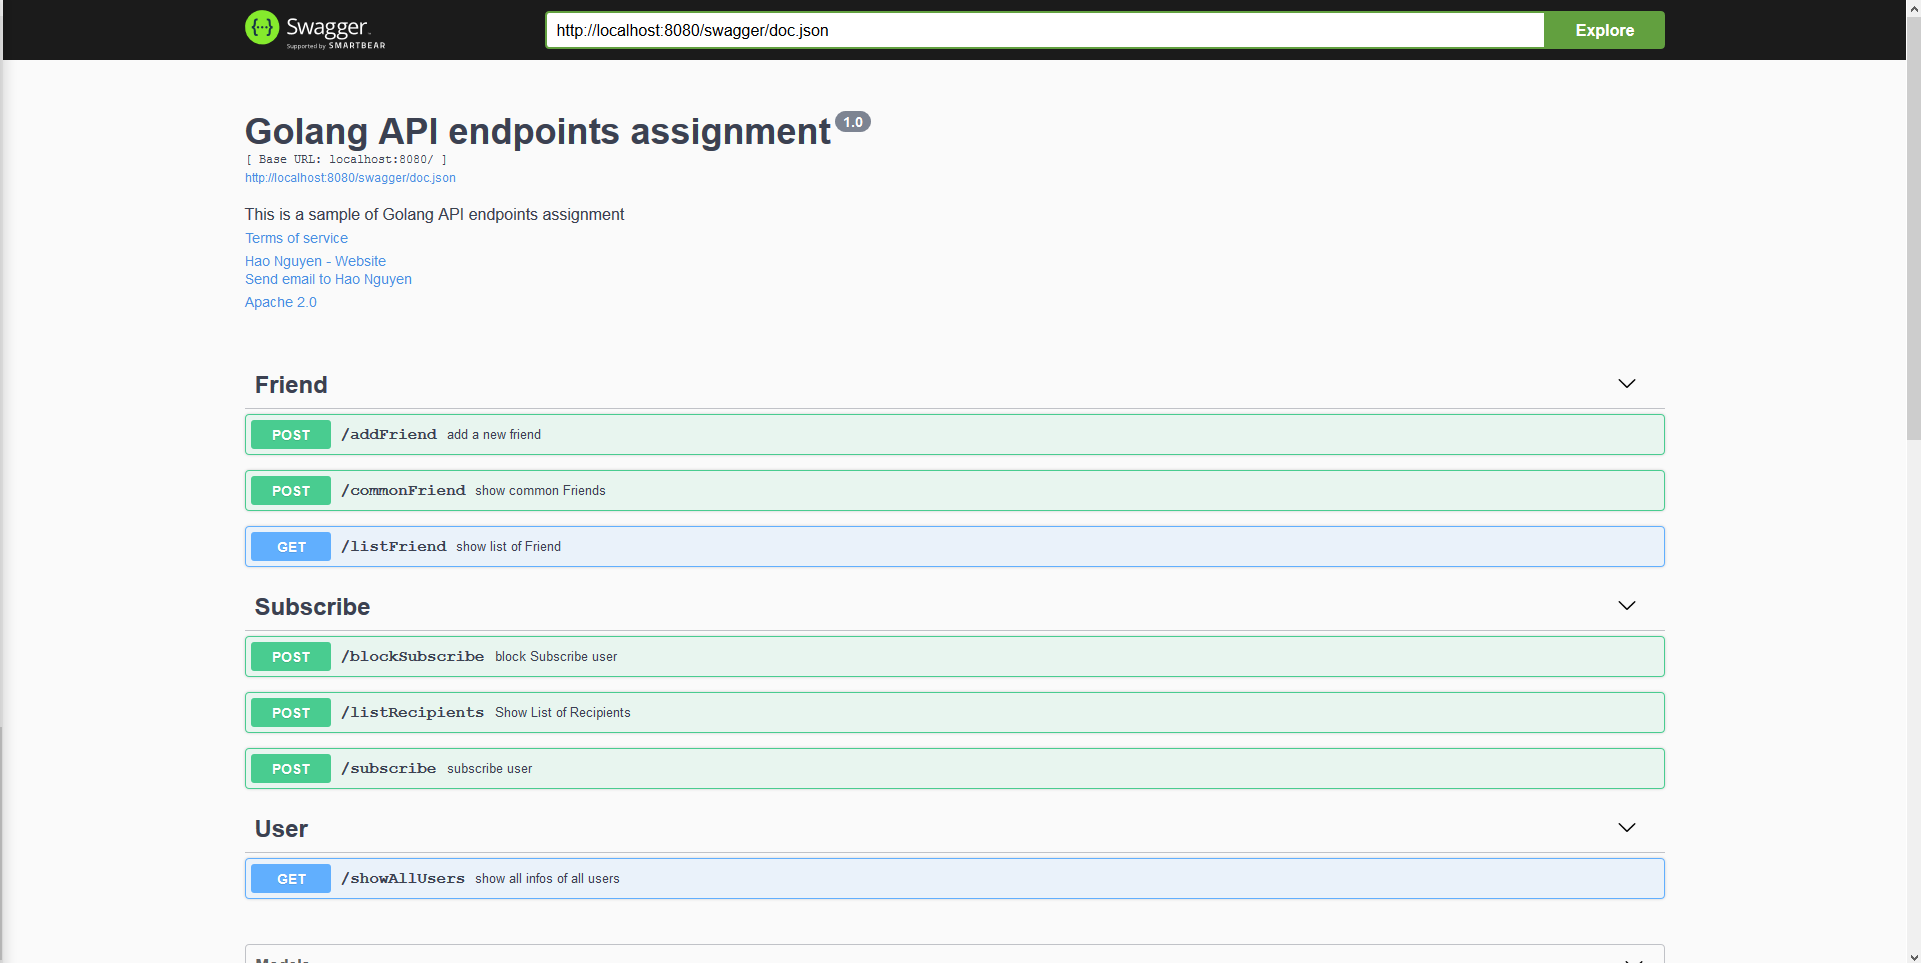 {···} Swagger
Supported by SMARTBEAR
http://localhost:8080/swagger/doc.json
Explore
Golang API endpoints assignment 1.0
[ Base URL: localhost:8080/ ]
http://localhost:8080/swagger/doc.json
This is a sample of Golang API endpoints assignment
Terms of service
Hao Nguyen - Website
Send email to Hao Nguyen
Apache 2.0
Friend
POST /addFriend add a new friend
POST /commonFriend show common Friends
GET /listFriend show list of Friend
Subscribe
POST /blockSubscribe block Subscribe user
POST /listRecipients Show List of Recipients
POST /subscribe subscribe user
User
GET /showAllUsers show all infos of all users
Models